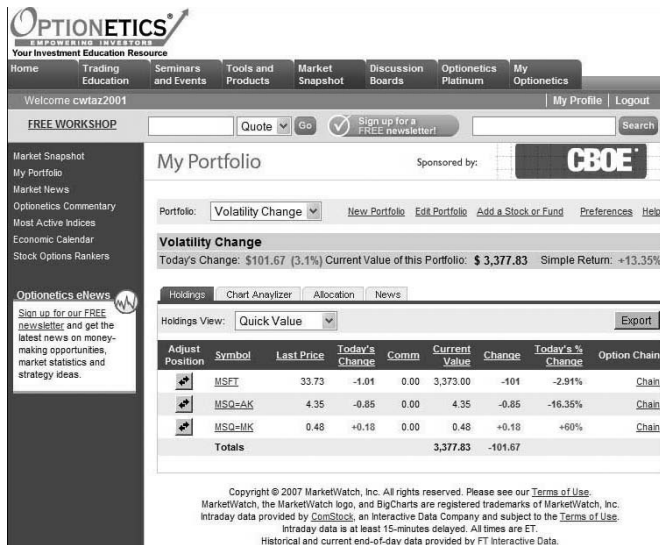 OPTIONETICS®
EMPOWERING INVESTORS
Your Investment Education Resource
Home Trading Education Seminars and Events Tools and Products Market Snapshot Discussion Boards Optionetics Platinum My Optionetics
Welcome cwtaz2001 My Profile | Logout
FREE WORKSHOP Quote Go Sign up for a FREE newsletter! Search
Market Snapshot
My Portfolio
Market News
Optionetics Commentary
Most Active Indices
Economic Calendar
Stock Options Rankers
Optionetics eNews
Sign up for our FREE
newsletter and get the
latest news on money-
making opportunities,
market statistics and
strategy ideas.
My Portfolio Sponsored by: CBOE
Portfolio: Volatility Change New Portfolio Edit Portfolio Add a Stock or Fund Preferences Help
Volatility Change
Today's Change: $101.67 (3.1%) Current Value of this Portfolio: $ 3,377.83 Simple Return: +13.35%
Holdings Chart Anaylizer Allocation News
Holdings View: Quick Value Export
Adjust Position Symbol Last Price Today's Change Comm Current Value Change Today's % Change Option Chain
MSFT 33.73 -1.01 0.00 3,373.00 -101 -2.91% Chain
MSQ=AK 4.35 -0.85 0.00 4.35 -0.85 -16.35% Chain
MSQ=MK 0.48 +0.18 0.00 0.48 +0.18 +60% Chain
Totals 3,377.83 -101.67
Copyright © 2007 MarketWatch, Inc. All rights reserved. Please see our Terms of Use.
MarketWatch, the MarketWatch logo, and BigCharts are registered trademarks of MarketWatch, Inc.
Intraday data provided by ComStock, an Interactive Data Company and subject to the Terms of Use.
Intraday data is at least 15-minutes delayed. All times are ET.
Historical and current end-of-day data provided by FT Interactive Data.